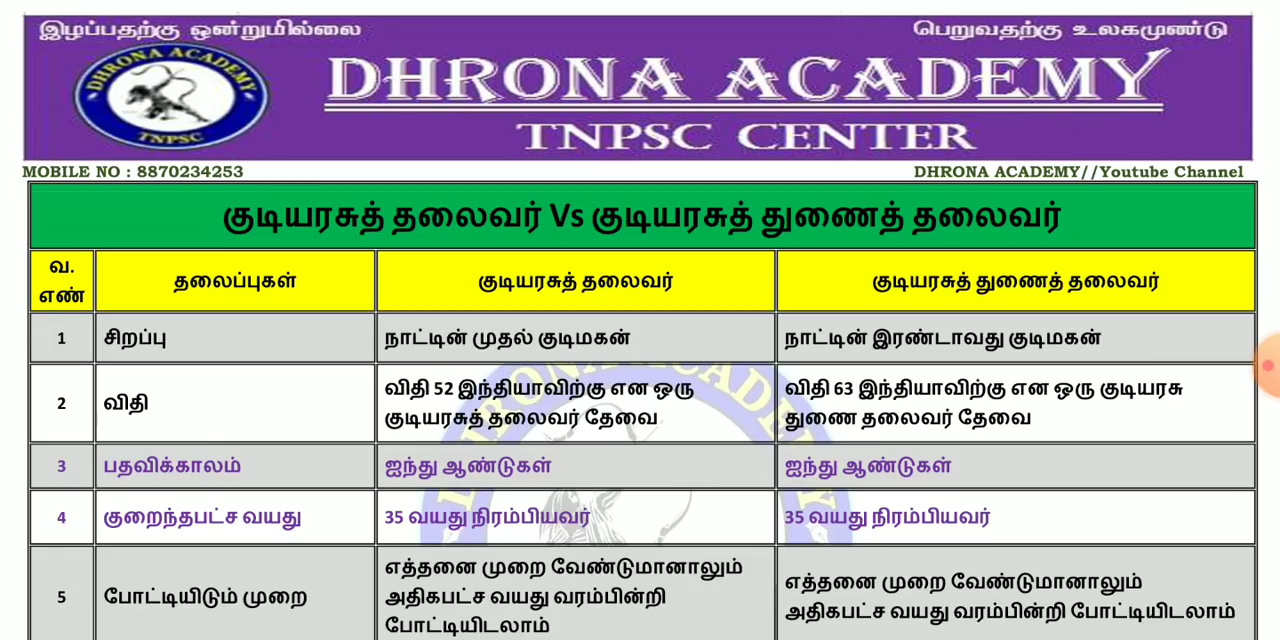 இழப்பதற்கு ஒன்றுமில்லை
பெறுவதற்கு உலகமுண்டு
DHRONA ACADEMY
TNPSC
DHRONA ACADEMY
TNPSC CENTER
MOBILE NO : 8870234253
DHRONA ACADEMY//Youtube Channel
குடியரசுத் தலைவர் Vs குடியரசுத் துணைத் தலைவர்
வ. எண்
தலைப்புகள்
குடியரசுத் தலைவர்
குடியரசுத் துணைத் தலைவர்
1
சிறப்பு
நாட்டின் முதல் குடிமகன்
நாட்டின் இரண்டாவது குடிமகன்
2
விதி
விதி 52 இந்தியாவிற்கு என ஒரு
குடியரசுத் தலைவர் தேவை
விதி 63 இந்தியாவிற்கு என ஒரு குடியரசு
துணை தலைவர் தேவை
3
பதவிக்காலம்
ஐந்து ஆண்டுகள்
ஐந்து ஆண்டுகள்
4
குறைந்தபட்ச வயது
35 வயது நிரம்பியவர்
35 வயது நிரம்பியவர்
5
போட்டியிடும் முறை
எத்தனை முறை வேண்டுமானாலும்
அதிகபட்ச வயது வரம்பின்றி
போட்டியிடலாம்
எத்தனை முறை வேண்டுமானாலும்
அதிகபட்ச வயது வரம்பின்றி போட்டியிடலாம்